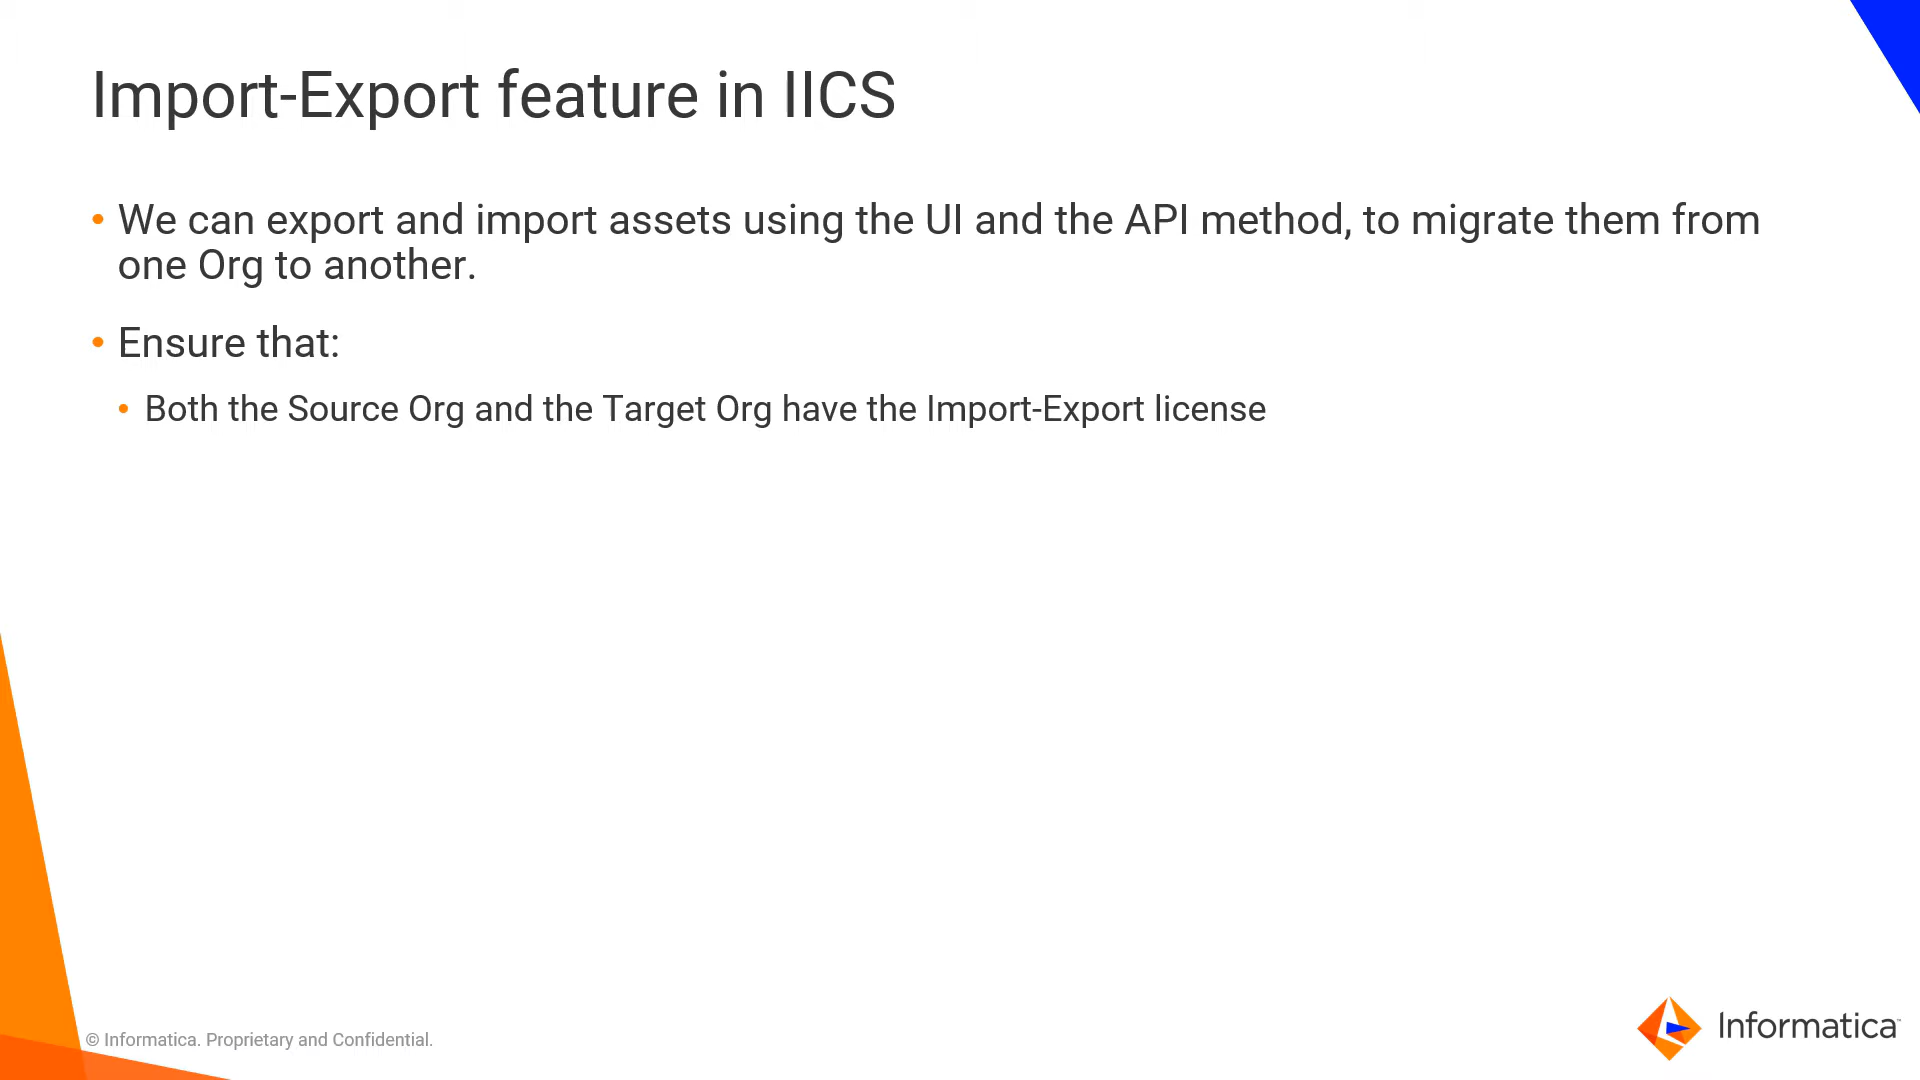 Import-Export feature in IICS
• We can export and import assets using the UI and the API method, to migrate them from
one Org to another.
• Ensure that:
• Both the Source Org and the Target Org have the Import-Export license
© Informatica. Proprietary and Confidential.
Informatica